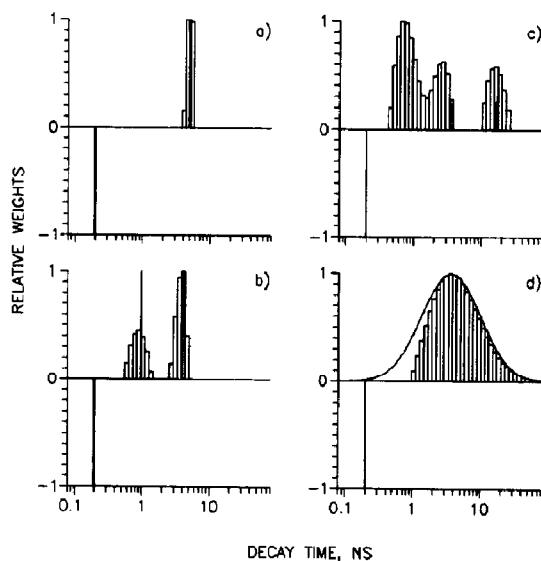 a)
1
0
-1
c)
1
0
-1
RELATIVE WEIGHTS
b)
1
0
-1
0.1 1 10
d)
1
0
-1
0.1 1 10
DECAY TIME, NS